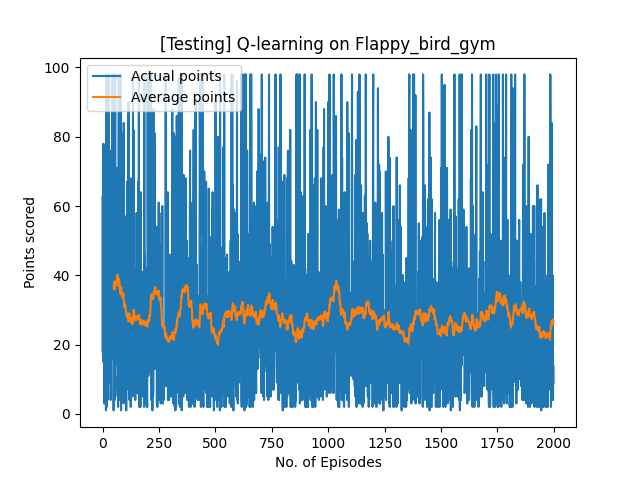 [Testing] Q-learning on Flappy_bird_gym
Actual points
Average points
100
80
60
40
20
0
Points scored
0 250 500 750 1000 1250 1500 1750 2000
No. of Episodes